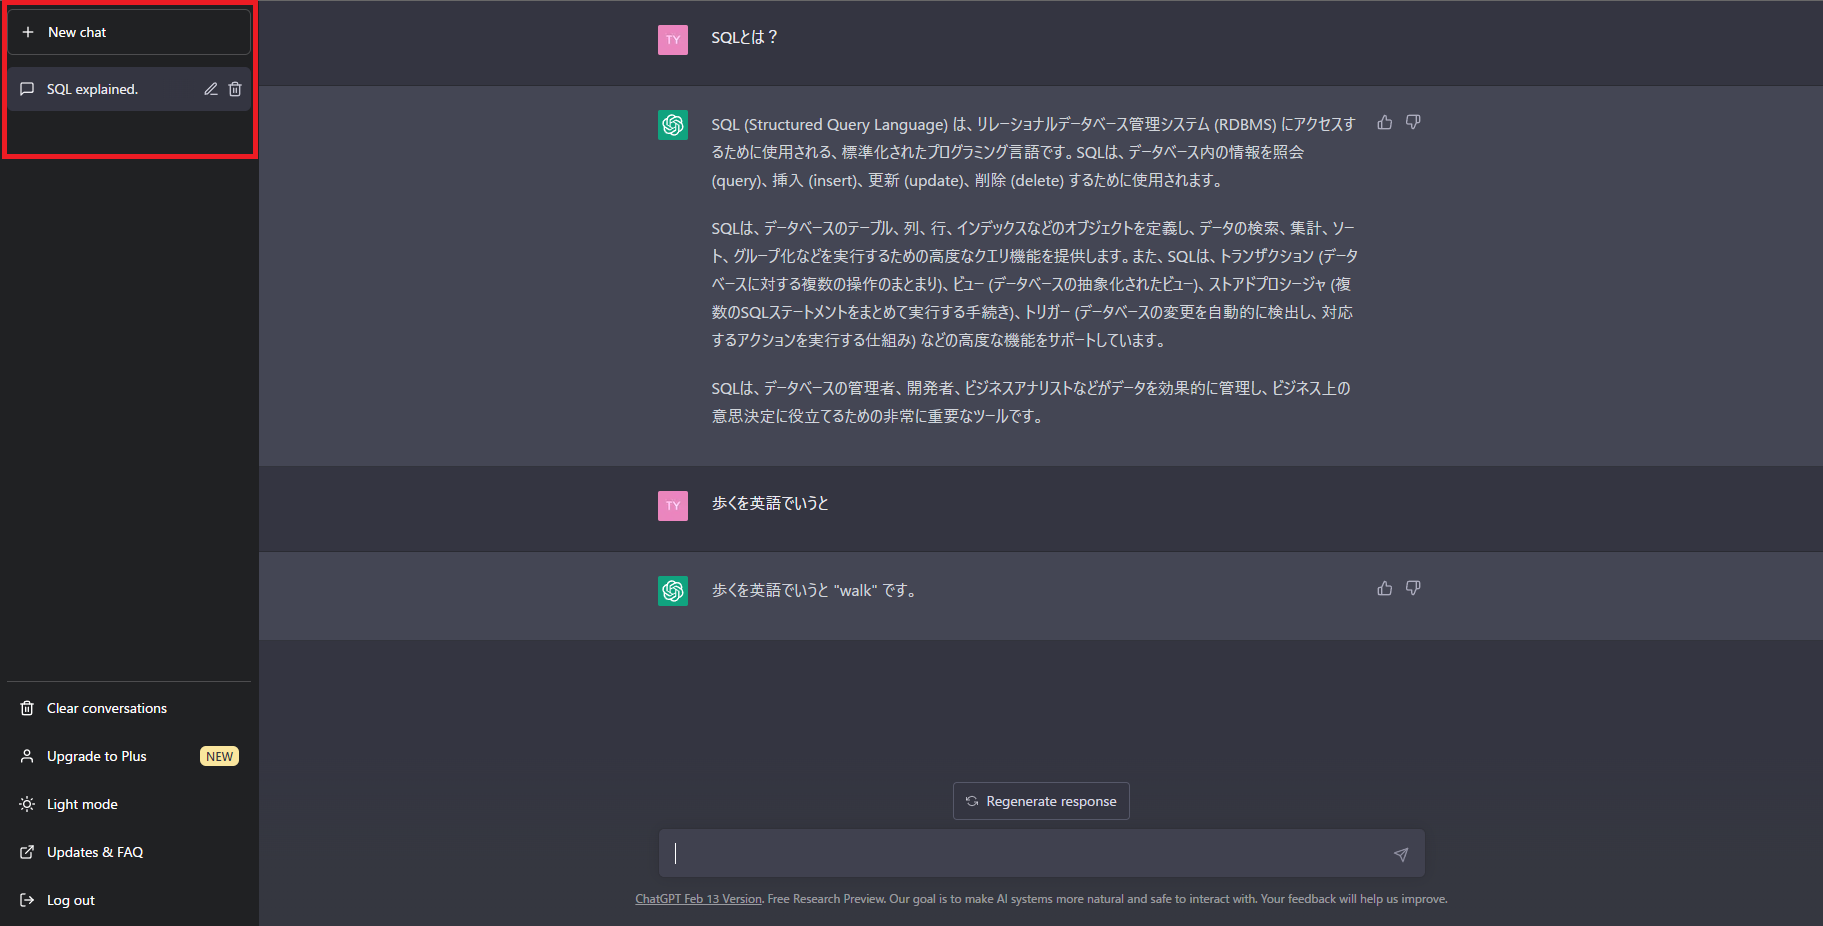 New chat
SQL explained.
Clear conversations
Upgrade to Plus
NEW
Light mode
Updates & FAQ
Log out
TY
SQLとは？
SQL (Structured Query Language) は、リレーショナルデータベース管理システム (RDBMS) にアクセスす
るために使用される、標準化されたプログラミング言語です。SQLは、データベース内の情報を照会
(query)、挿入 (insert)、更新 (update)、削除 (delete) するために使用されます。
SQLは、データベースのテーブル、列、行、インデックスなどのオブジェクトを定義し、データの検索、集計、ソー
ト、グループ化などを実行するための高度なクエリ機能を提供します。また、SQLは、トランザクション (データ
ベースに対する複数の操作のまとまり)、ビュー (データベースの抽象化されたビュー)、ストアドプロシージャ (複
数のSQLステートメントをまとめて実行する手続き)、トリガー (データベースの変更を自動的に検出し、対応
するアクションを実行する仕組み) などの高度な機能をサポートしています。
SQLは、データベースの管理者、開発者、ビジネスアナリストなどがデータを効果的に管理し、ビジネス上の
意思決定に役立てるための非常に重要なツールです。
TY
歩くを英語でいうと
歩くを英語でいうと "walk" です。
Regenerate response
ChatGPT Feb 13 Version. Free Research Preview. Our goal is to make AI systems more natural and safe to interact with. Your feedback will help us improve.